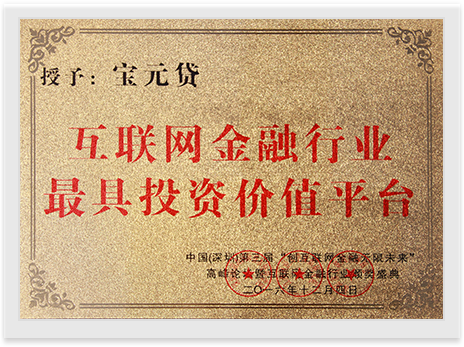 授予：宝元贷
互联网金融行业
最具投资价值平台
中国(深圳)第三届“创互联网金融无限未来”
高峰论坛暨互联网金融行业颁奖盛典
二〇一六年十二月四日